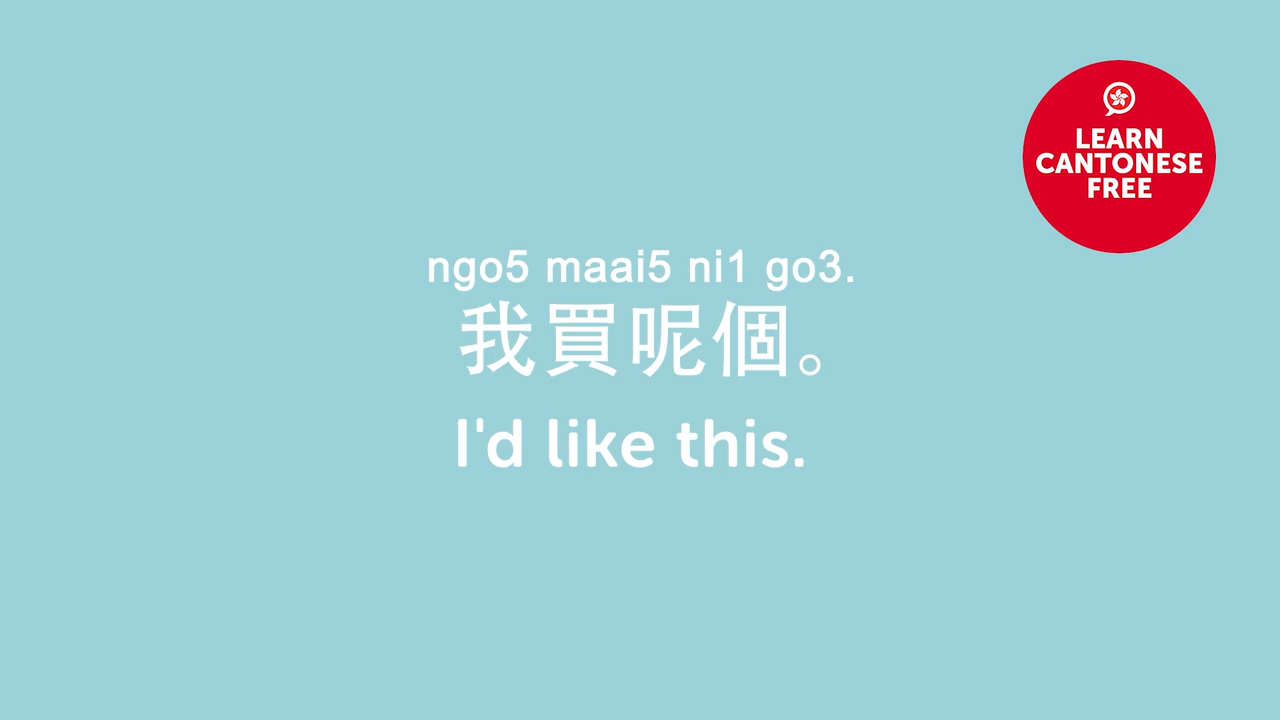 LEARN
CANTONESE
FREE
ngo5 maai5 ni1 go3.
我買呢個。
I'd like this.